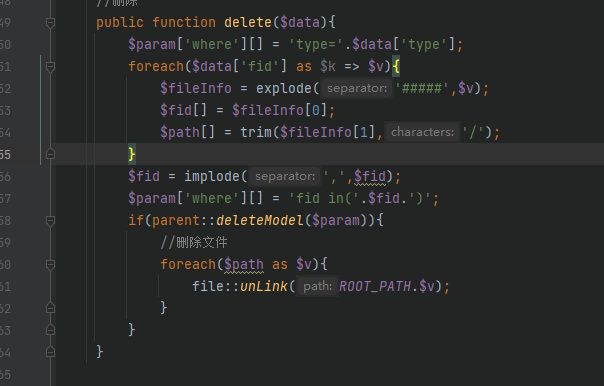 //删除
49 public function delete($data){
50 $param['where'][] = 'type='.$data['type'];
51 foreach($data['fid'] as $k => $v){
52 $fileInfo = explode( separator: '#####',$v);
53 $fid[] = $fileInfo[0];
54 $path[] = trim($fileInfo[1], characters: '/');
55 }
56 $fid = implode( separator: ',',$fid);
57 $param['where'][] = 'fid in('.$fid.')';
58 if(parent::deleteModel($param)){
59 //删除文件
60 foreach($path as $v){
61 file::unLink( path: ROOT_PATH.$v);
62 }
63 }
64 }
65